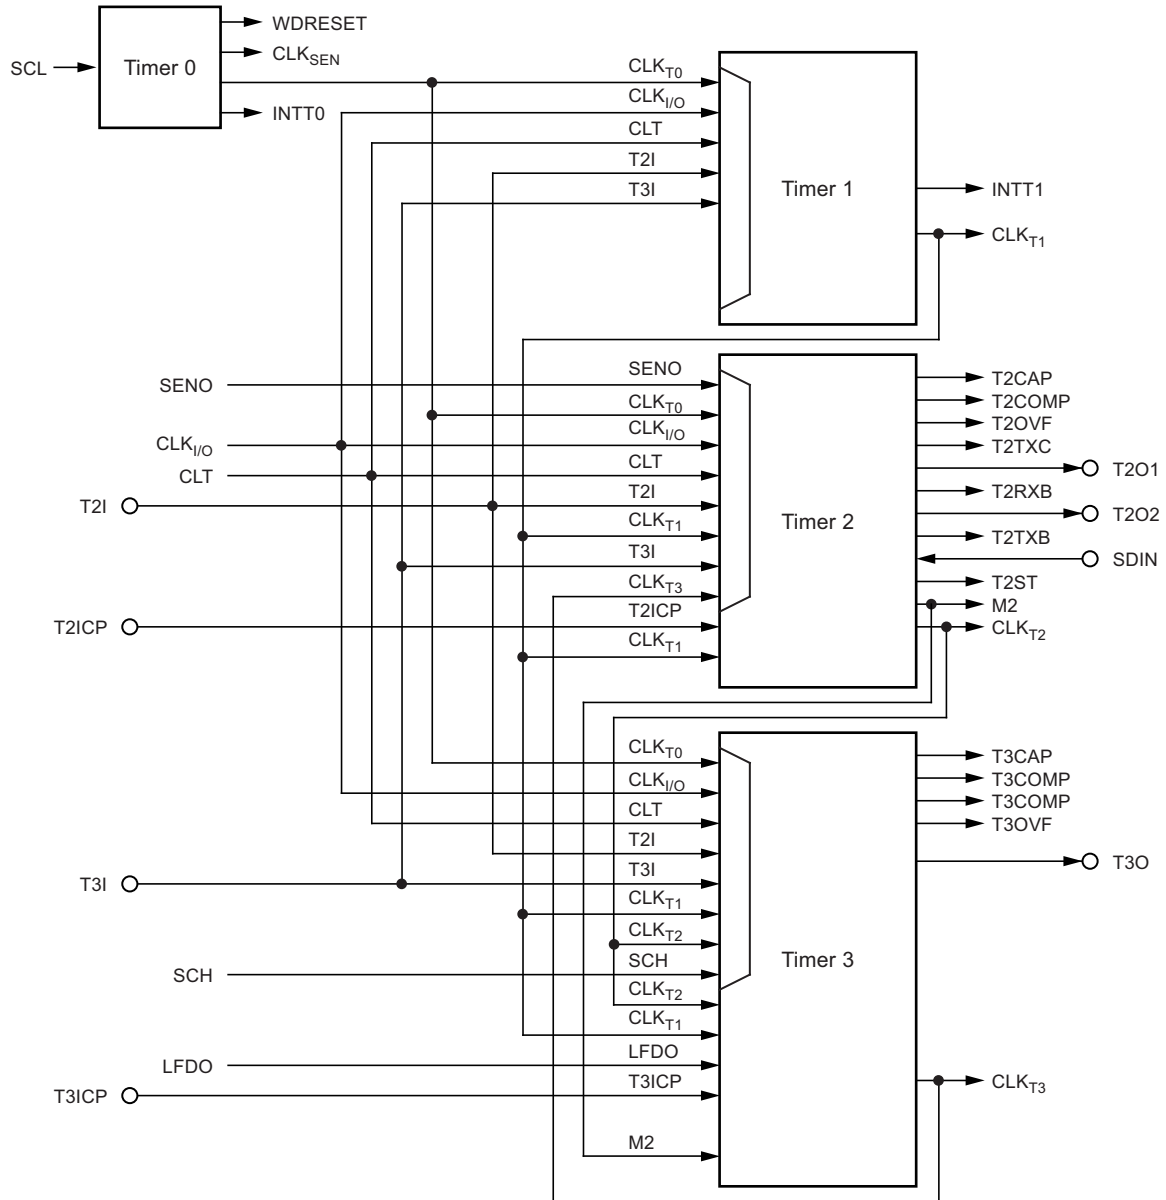 WDRESET
Timer 0
CLKSEN
SCL
INTT0
CLKT0
CLKI/O
CLT
T2I
T3I
Timer 1
INTT1
CLKT1
SENO
CLKI/O
CLT
T2I
T2ICP
SENO
CLKT0
CLKI/O
CLT
T2I
CLKT1
T3I
CLKT3
T2ICP
CLKT1
Timer 2
T2CAP
T2COMP
T2OVF
T2TXC
T2O1
T2RXB
T2O2
T2TXB
SDIN
T2ST
M2
CLKT2
T3I
SCH
LFDO
T3ICP
CLKT0
CLKI/O
CLT
T2I
T3I
CLKT1
CLKT2
SCH
CLKT2
CLKT1
LFDO
T3ICP
M2
Timer 3
T3CAP
T3COMP
T3COMP
T3OVF
T3O
CLKT3